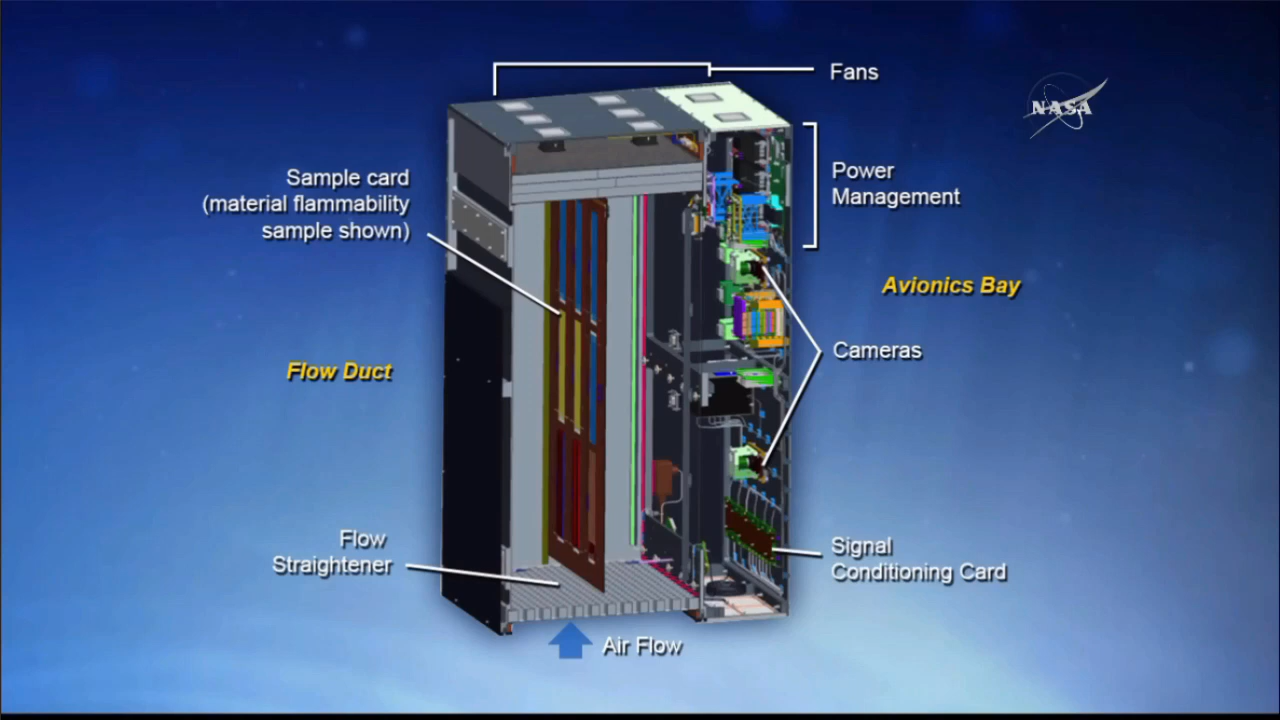 Fans
NASA
Sample card
(material flammability
sample shown)
Power
Management
Avionics Bay
Cameras
Flow Duct
Flow
Straightener
Signal
Conditioning Card
Air Flow